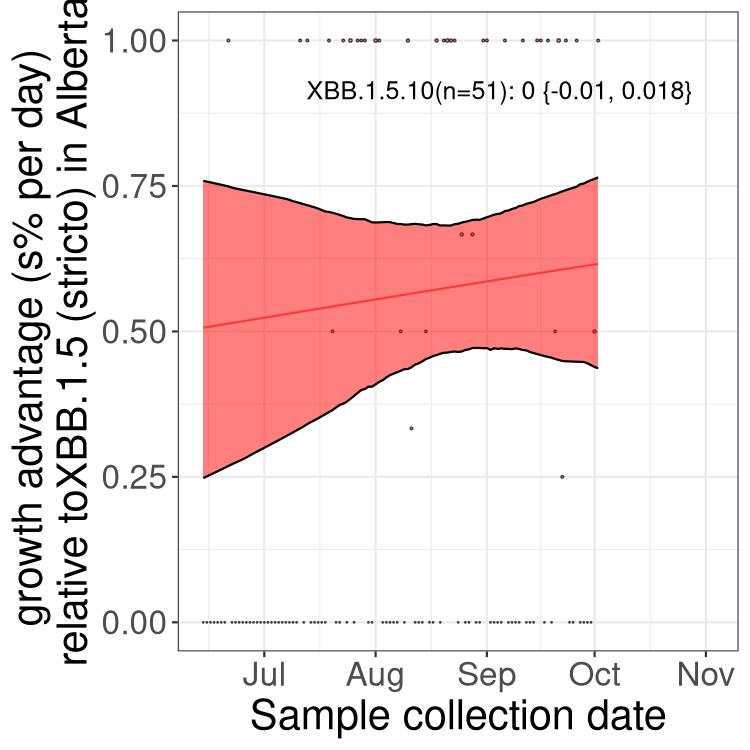 growth advantage (s% per day)
relative toXBB.1.5 (stricto) in Alberta
1.00
0.75
0.50
0.25
0.00
XBB.1.5.10(n=51): 0 {-0.01, 0.018}
Jul Aug Sep Oct Nov
Sample collection date